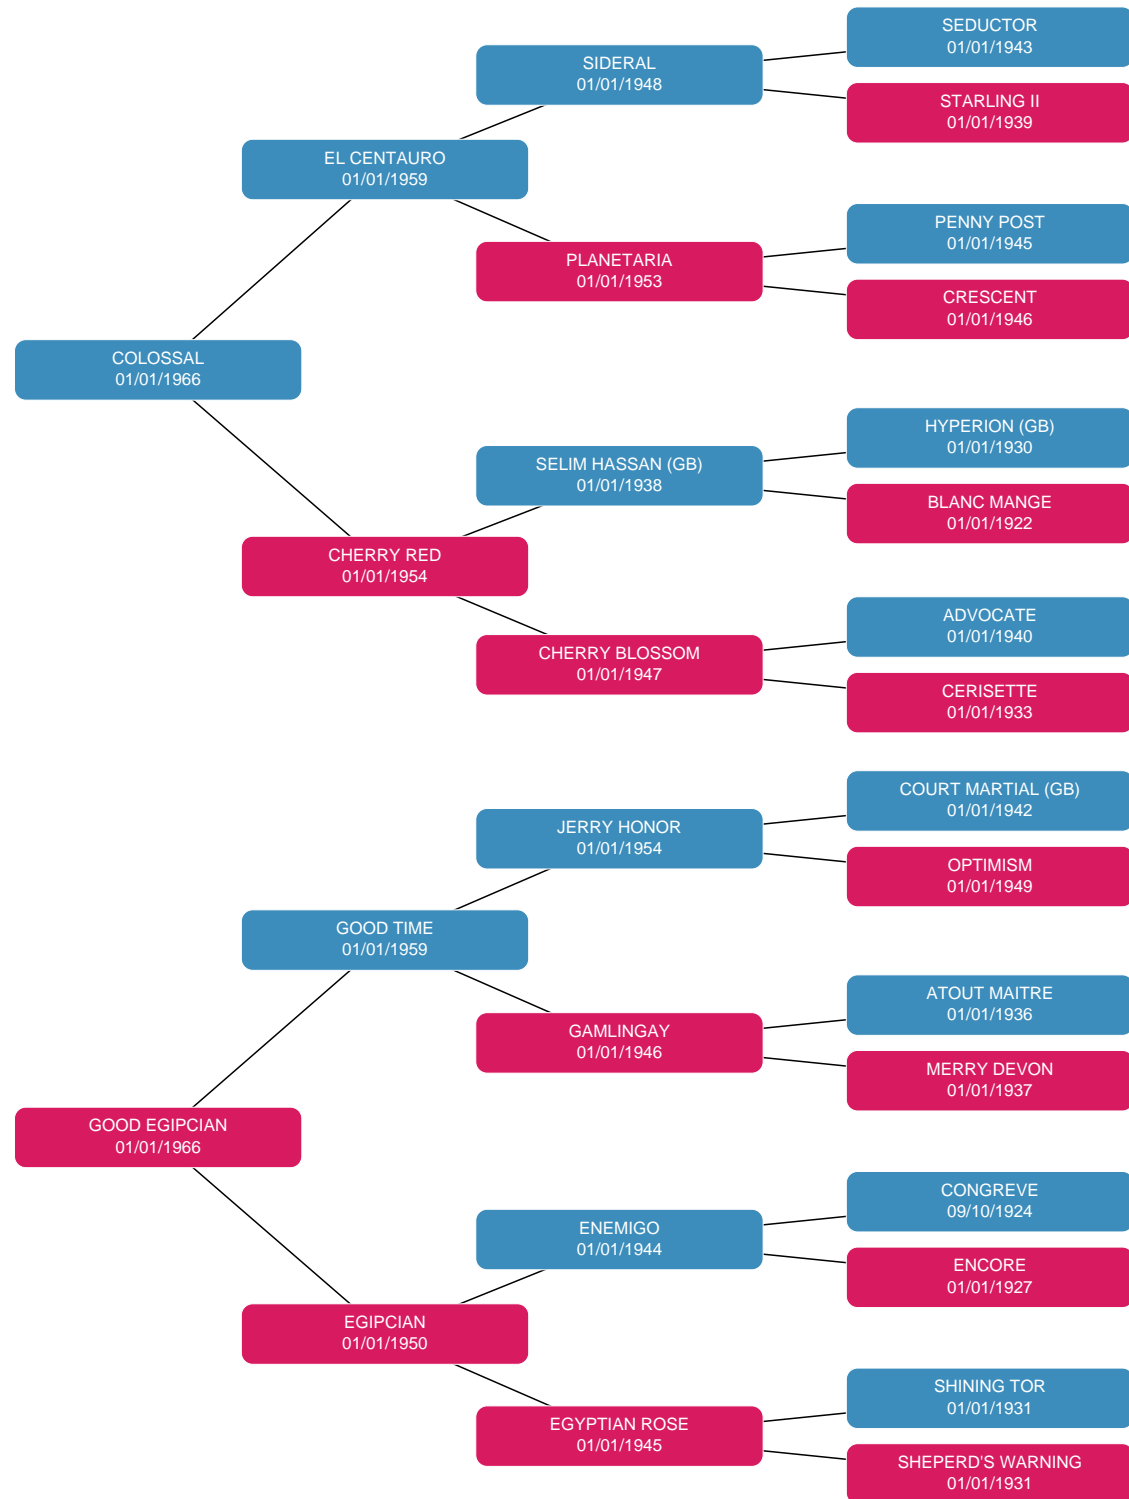 SEDUCTOR
01/01/1943
SIDERAL
01/01/1948
STARLING II
01/01/1939
EL CENTAURO
01/01/1959
PENNY POST
01/01/1945
PLANETARIA
01/01/1953
CRESCENT
01/01/1946
COLOSSAL
01/01/1966
HYPERION (GB)
01/01/1930
SELIM HASSAN (GB)
01/01/1938
BLANC MANGE
01/01/1922
CHERRY RED
01/01/1954
ADVOCATE
01/01/1940
CHERRY BLOSSOM
01/01/1947
CERISETTE
01/01/1933
COURT MARTIAL (GB)
01/01/1942
JERRY HONOR
01/01/1954
OPTIMISM
01/01/1949
GOOD TIME
01/01/1959
ATOUT MAITRE
01/01/1936
GAMLINGAY
01/01/1946
MERRY DEVON
01/01/1937
GOOD EGIPCIAN
01/01/1966
CONGREVE
09/10/1924
ENEMIGO
01/01/1944
ENCORE
01/01/1927
EGIPCIAN
01/01/1950
SHINING TOR
01/01/1931
EGYPTIAN ROSE
01/01/1945
SHEPERD'S WARNING
01/01/1931